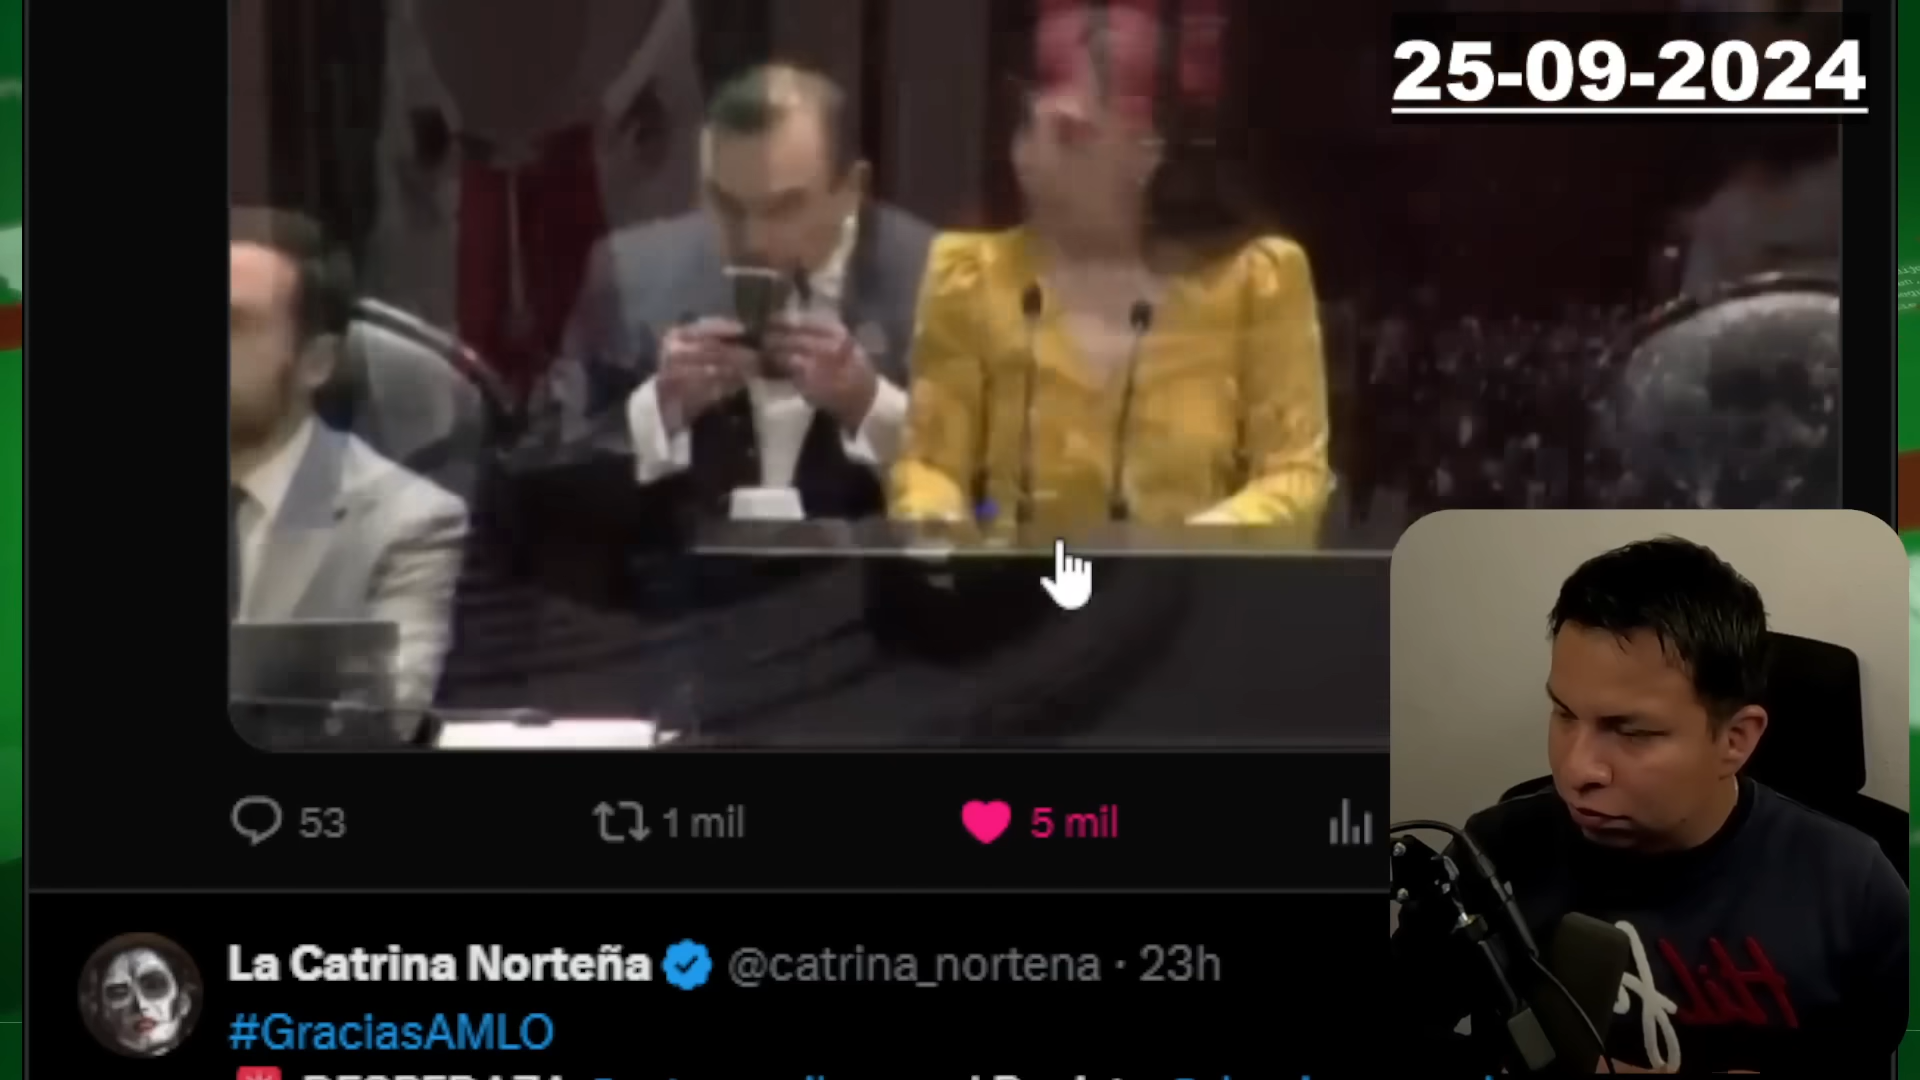 25-09-2024
53
1 mil
5 mil
La Catrina Norteña @catrina_nortena · 23h
#GraciasAMLO